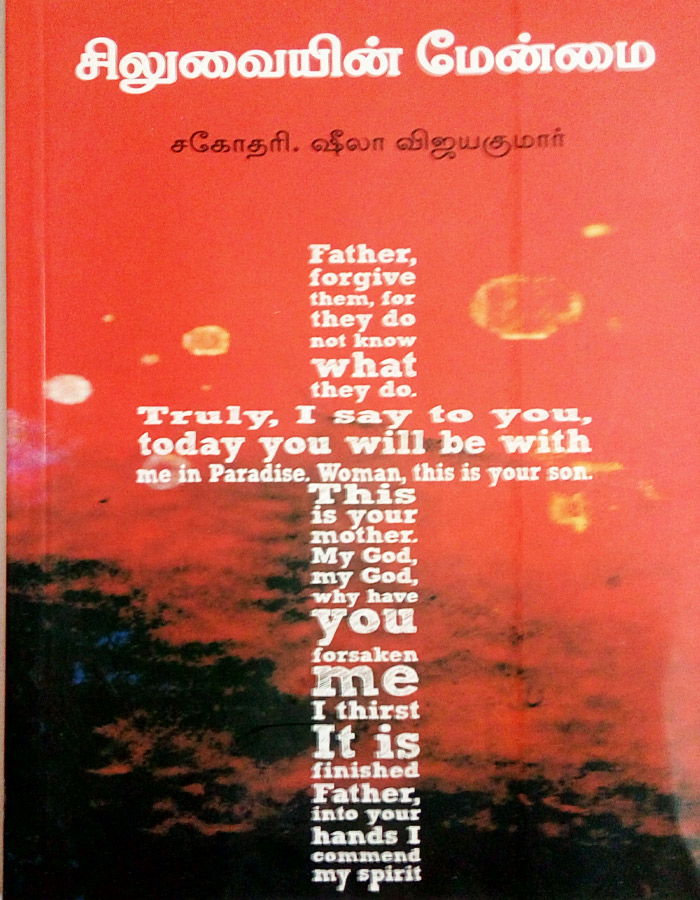 சிலுவையின் மேன்மை
சகோதரி. ஷீலா விஜயகுமார்
Father,
forgive
them, for
they do
not know
what
they do.
Truly, I say to you,
today you will be with
me in Paradise. Woman, this is your son.
This
is your
mother.
My God,
my God,
why have
you
forsaken
me
I thirst
It is
finished
Father,
into your
hands I
commend
my spirit